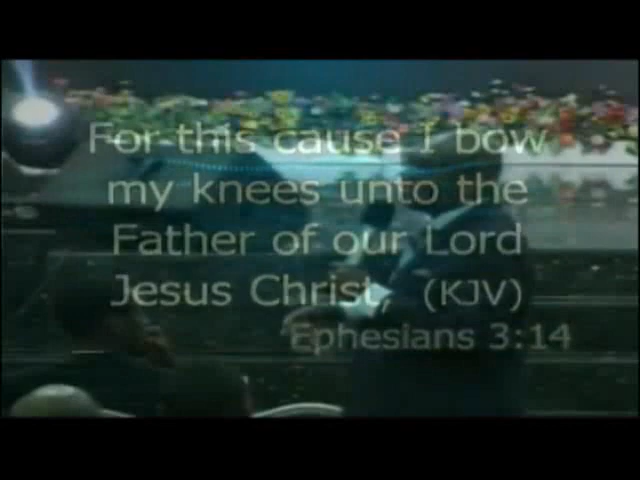 For this cause I bow
my knees unto the
Father of our Lord
Jesus Christ, (KJV)
Ephesians 3:14